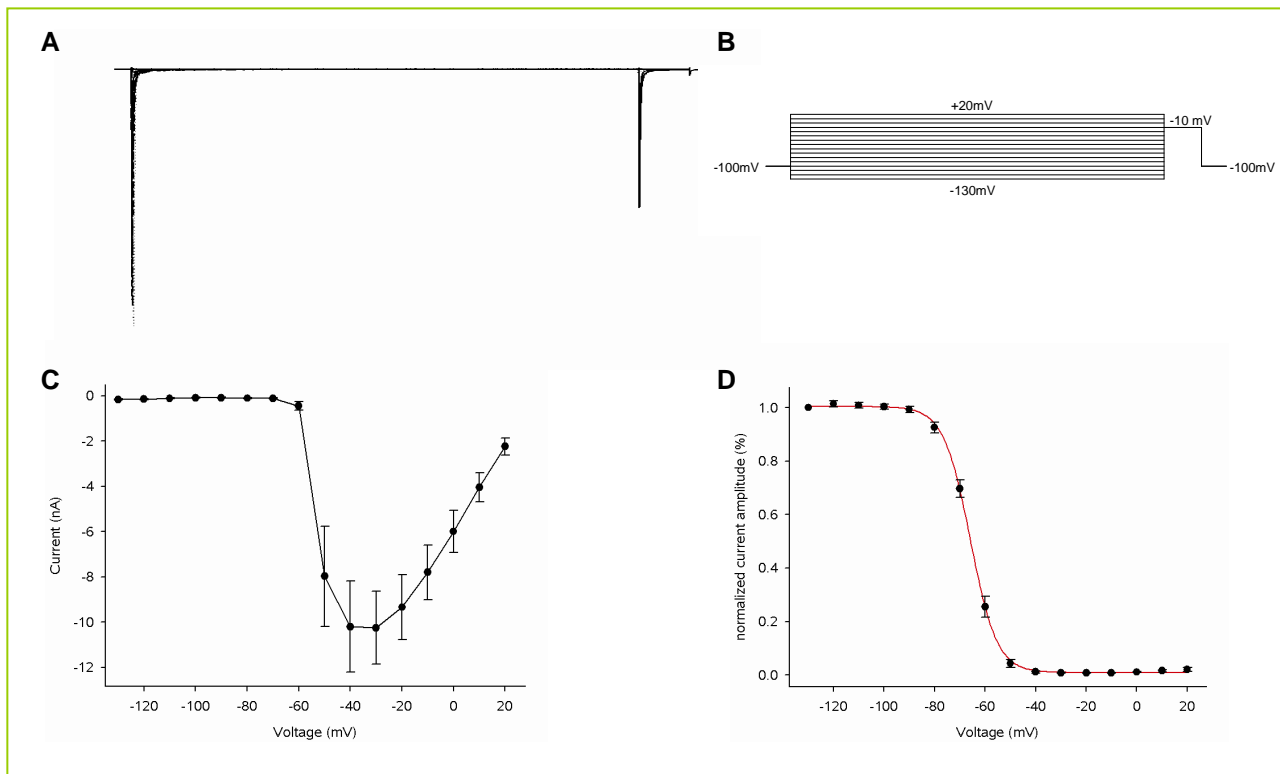 A
B
+20mV
-10 mV
-100mV
-100mV
-130mV
C
0
-2
-4
-6
-8
-10
-12
Current (nA)
-120 -100 -80 -60 -40 -20 0 20
Voltage (mV)
D
1.0
0.8
0.6
0.4
0.2
0.0
normalized current amplitude (%)
-120 -100 -80 -60 -40 -20 0 20
Voltage (mV)